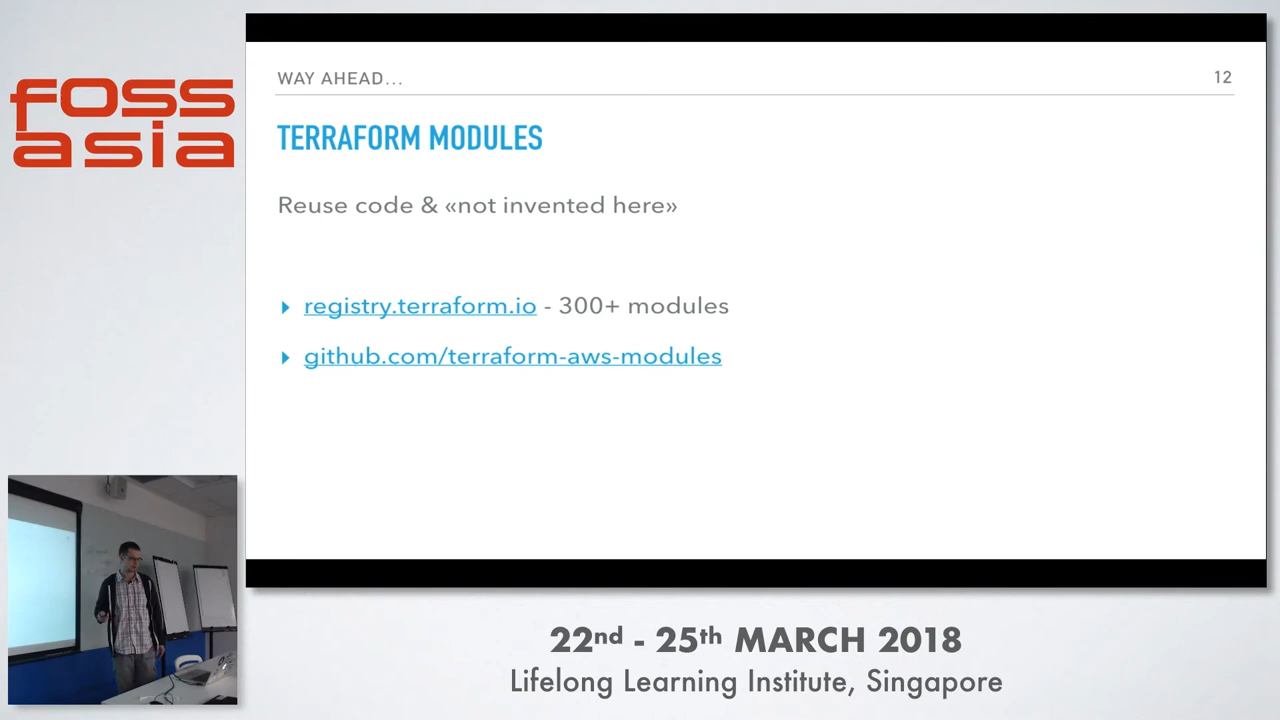 foss
asia
WAY AHEAD...
12
TERRAFORM MODULES
Reuse code & «not invented here»
registry.terraform.io - 300+ modules
github.com/terraform-aws-modules
22nd - 25th MARCH 2018
Lifelong Learning Institute, Singapore